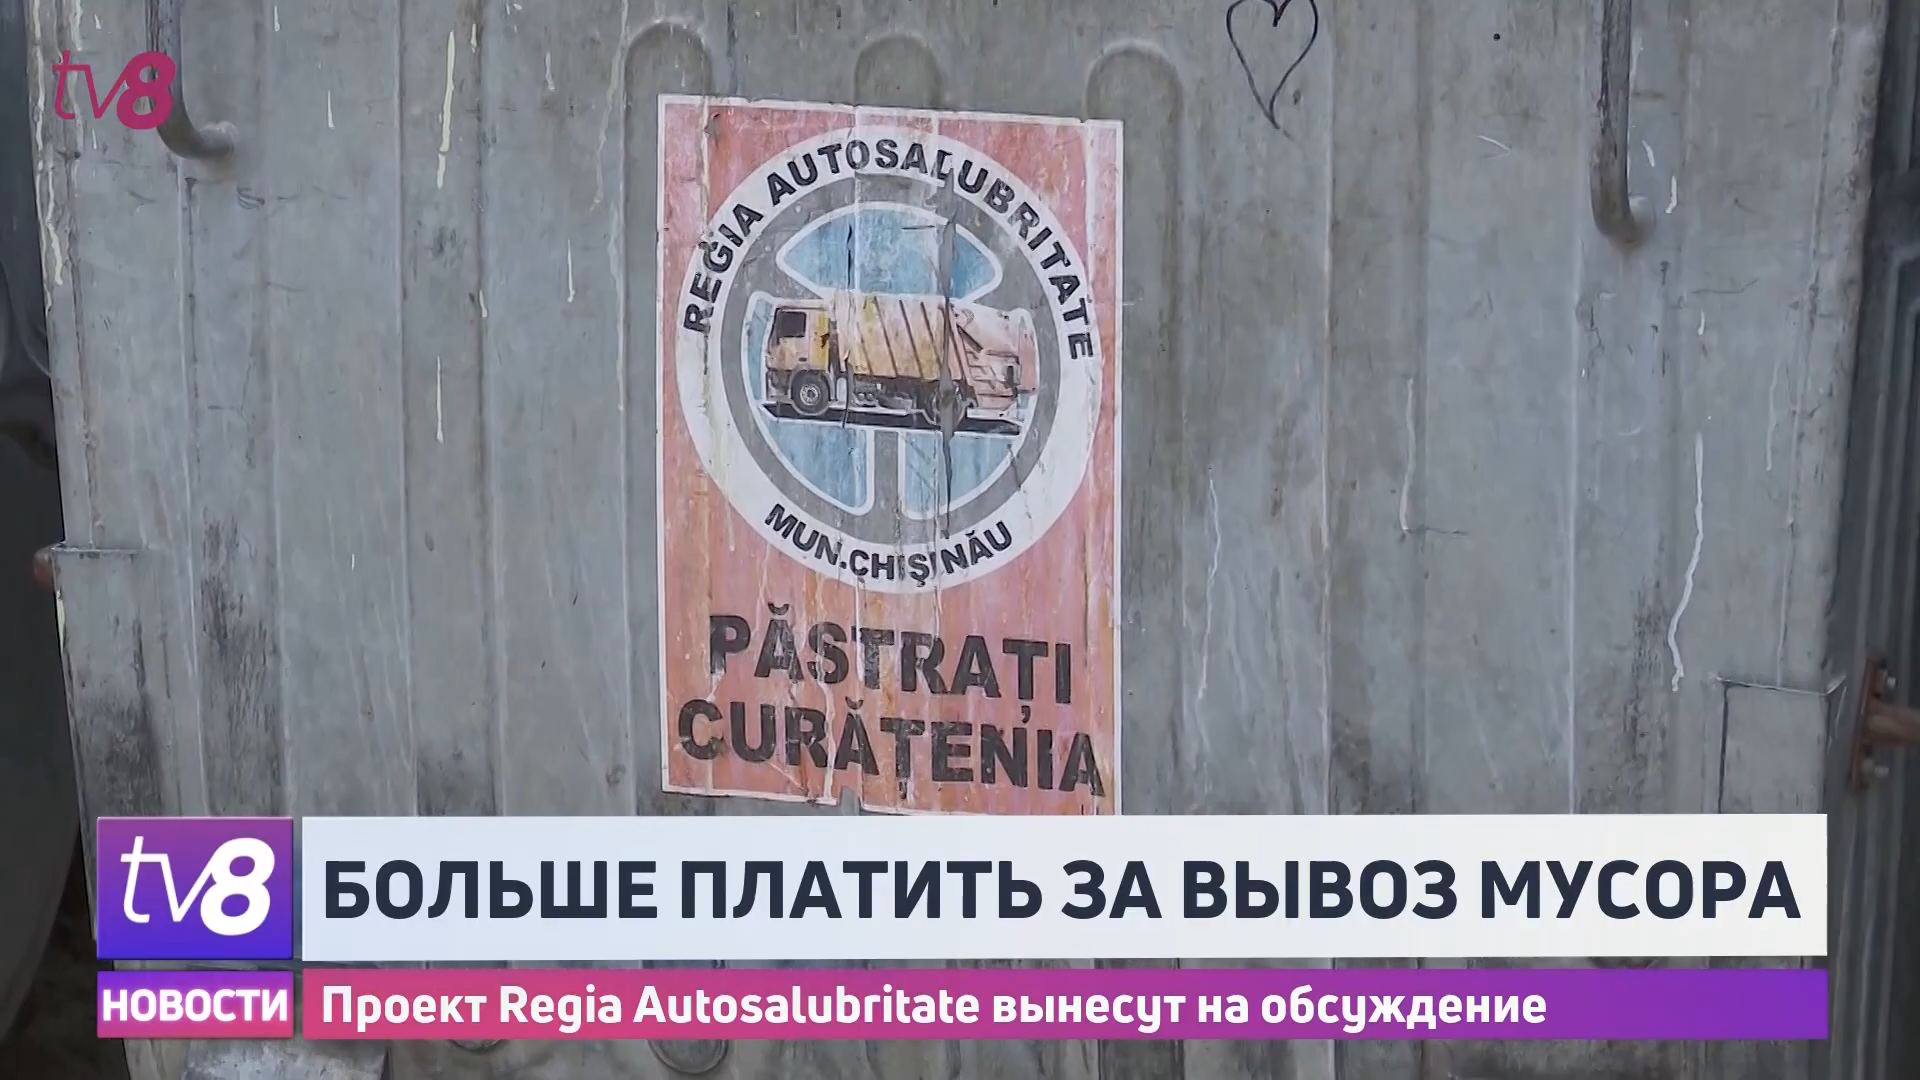 tv8
REGIA AUTOSALUBRITATE
MUN.CHIŞINĂU
PĂSTRAȚI
CURĂȚENIA
tv8
БОЛЬШЕ ПЛАТИТЬ ЗА ВЫВОЗ МУСОРА
НОВОСТИ
Проект Regia Autosalubritate вынесут на обсуждение